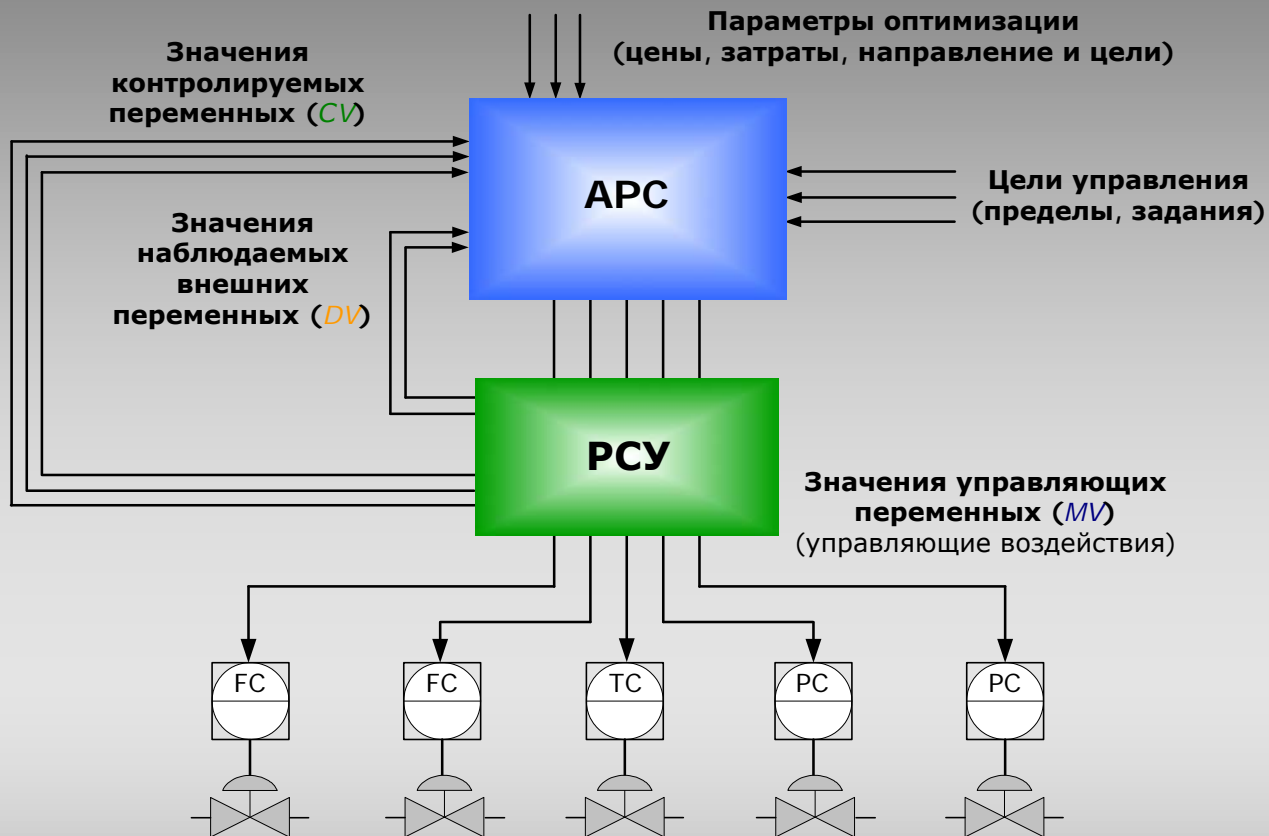 Параметры оптимизации
(цены, затраты, направление и цели)
Значения
контролируемых
переменных (CV)
APC
Цели управления
(пределы, задания)
Значения
наблюдаемых
внешних
переменных (DV)
РСУ
Значения управляющих
переменных (MV)
(управляющие воздействия)
FC
FC
TC
PC
PC